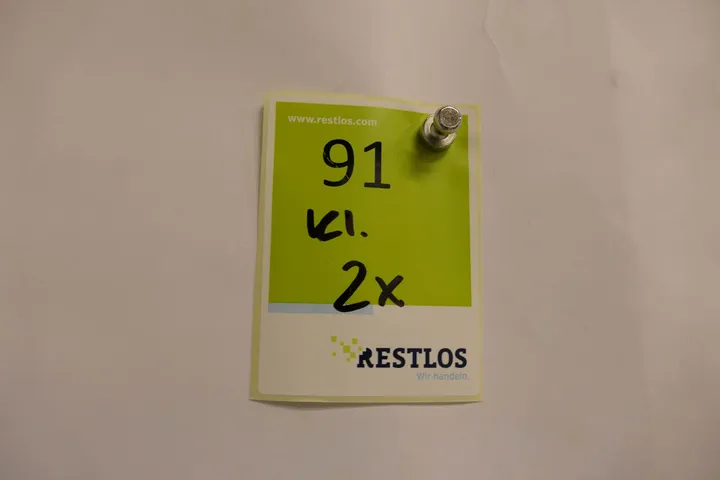 www.restlos.com
91
kl.
2x
RESTLOS
Wir handeln